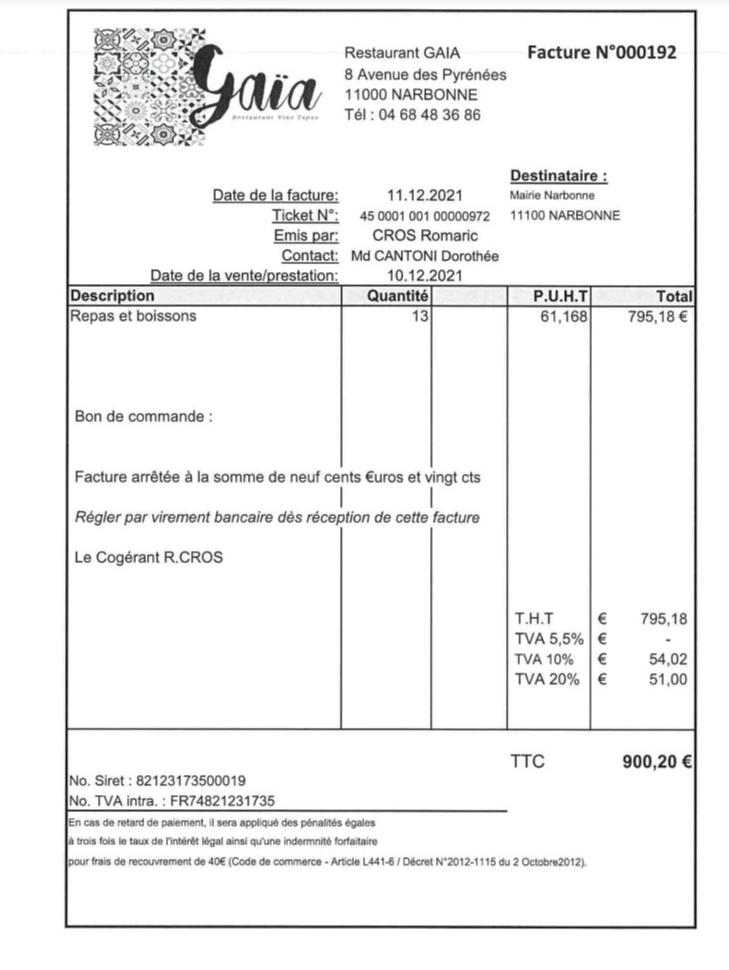 gaïa
Restaurant Vins Tapas
Restaurant GAIA
8 Avenue des Pyrénées
11000 NARBONNE
Tél : 04 68 48 36 86
Facture N°000192
Destinataire :
Mairie Narbonne
11100 NARBONNE
Date de la facture: 11.12.2021
Ticket N°: 45 0001 001 00000972
Emis par: CROS Romaric
Contact: Md CANTONI Dorothée
Date de la vente/prestation: 10.12.2021
Description Quantité P.U.H.T Total
Repas et boissons 13 61,168 795,18 €
Bon de commande :
Facture arrêtée à la somme de neuf cents €uros et vingt cts
Régler par virement bancaire dès réception de cette facture
Le Cogérant R.CROS
T.H.T € 795,18
TVA 5,5% € -
TVA 10% € 54,02
TVA 20% € 51,00
TTC 900,20 €
No. Siret : 82123173500019
No. TVA intra. : FR74821231735
En cas de retard de paiement, il sera appliqué des pénalités égales
à trois fois le taux de l'intérêt légal ainsi qu'une indermnité forfaitaire
pour frais de recouvrement de 40€ (Code de commerce - Article L441-6 / Décret N°2012-1115 du 2 Octobre2012).